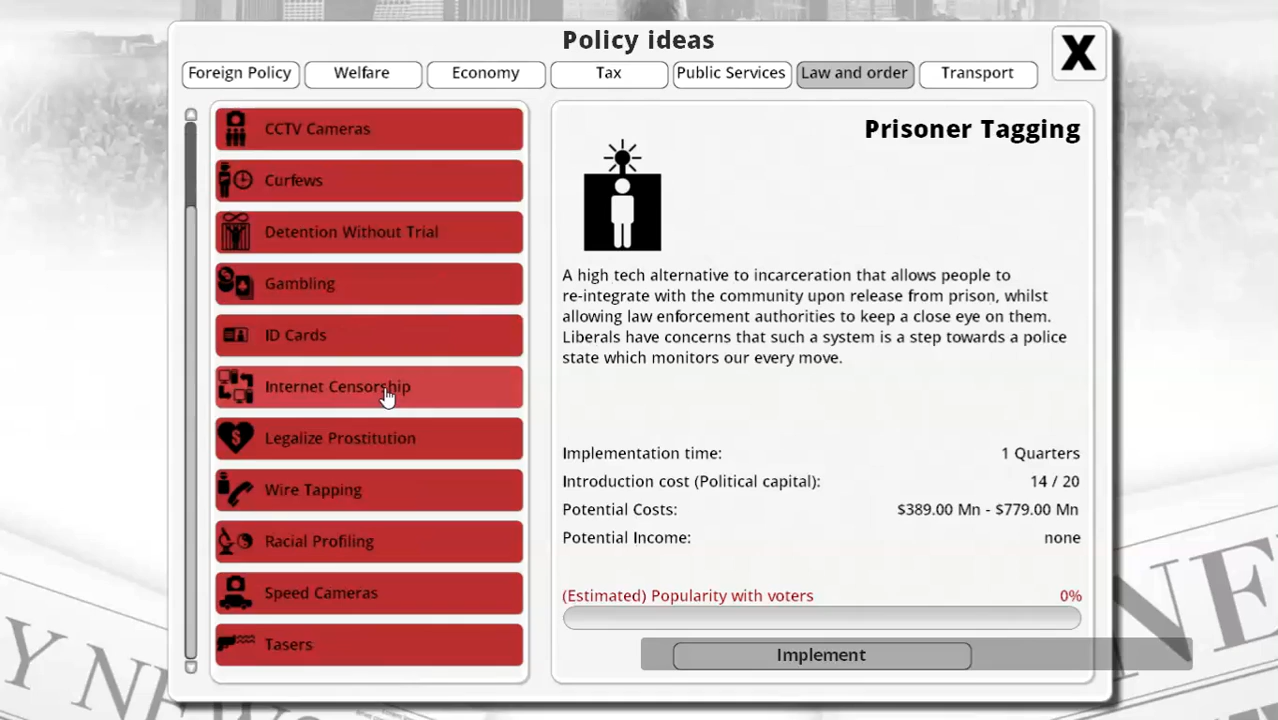 Policy ideas
X
Foreign Policy
Welfare
Economy
Tax
Public Services
Law and order
Transport
CCTV Cameras
Curfews
Detention Without Trial
Gambling
ID Cards
Internet Censorship
Legalize Prostitution
Wire Tapping
Racial Profiling
Speed Cameras
Tasers
Prisoner Tagging
A high tech alternative to incarceration that allows people to
re-integrate with the community upon release from prison, whilst
allowing law enforcement authorities to keep a close eye on them.
Liberals have concerns that such a system is a step towards a police
state which monitors our every move.
Implementation time: 1 Quarters
Introduction cost (Political capital): 14 / 20
Potential Costs: $389.00 Mn - $779.00 Mn
Potential Income: none
(Estimated) Popularity with voters 0%
Implement
Y NEWS
NEW